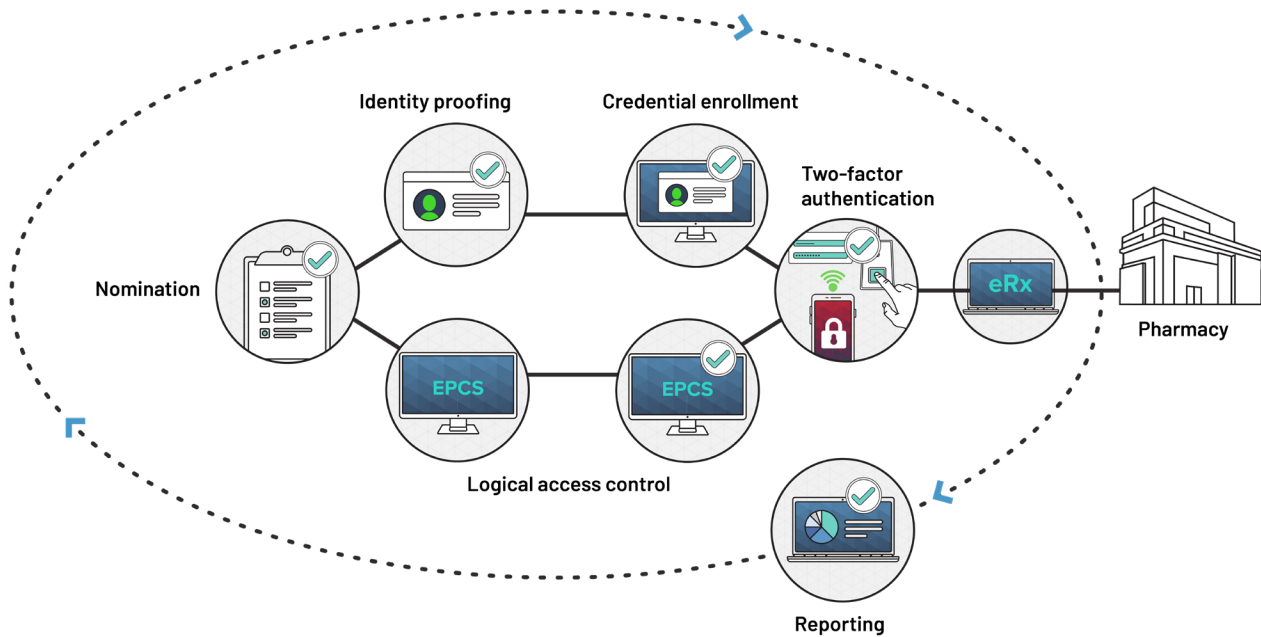 Identity proofing
Credential enrollment
Two-factor
authentication
Nomination
eRx
Pharmacy
EPCS
EPCS
Logical access control
Reporting